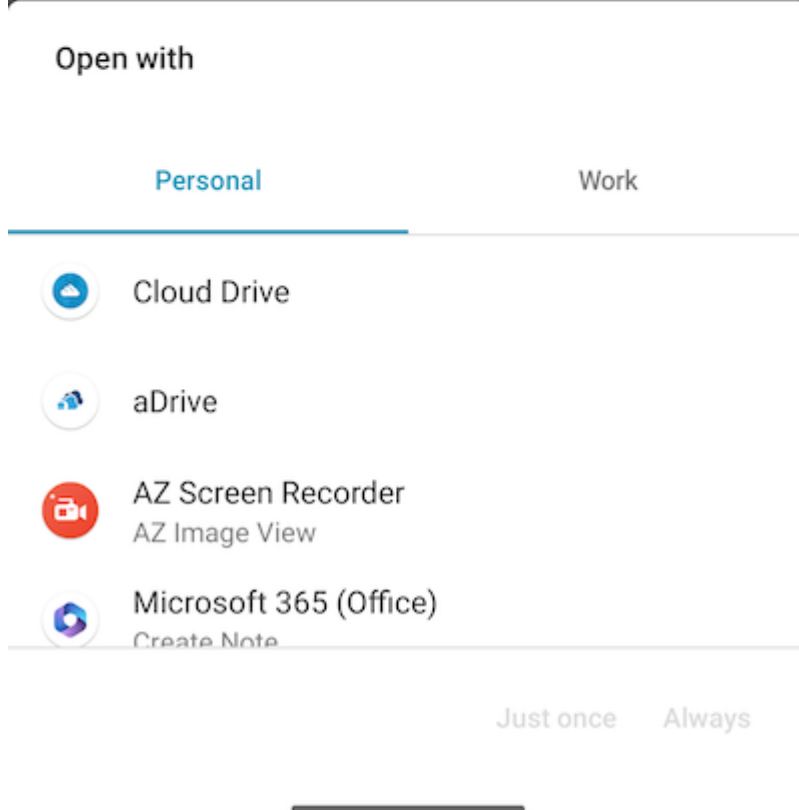 Open with
Personal
Work
Cloud Drive
aDrive
AZ Screen Recorder
AZ Image View
Microsoft 365 (Office)
Create Note
Just once
Always